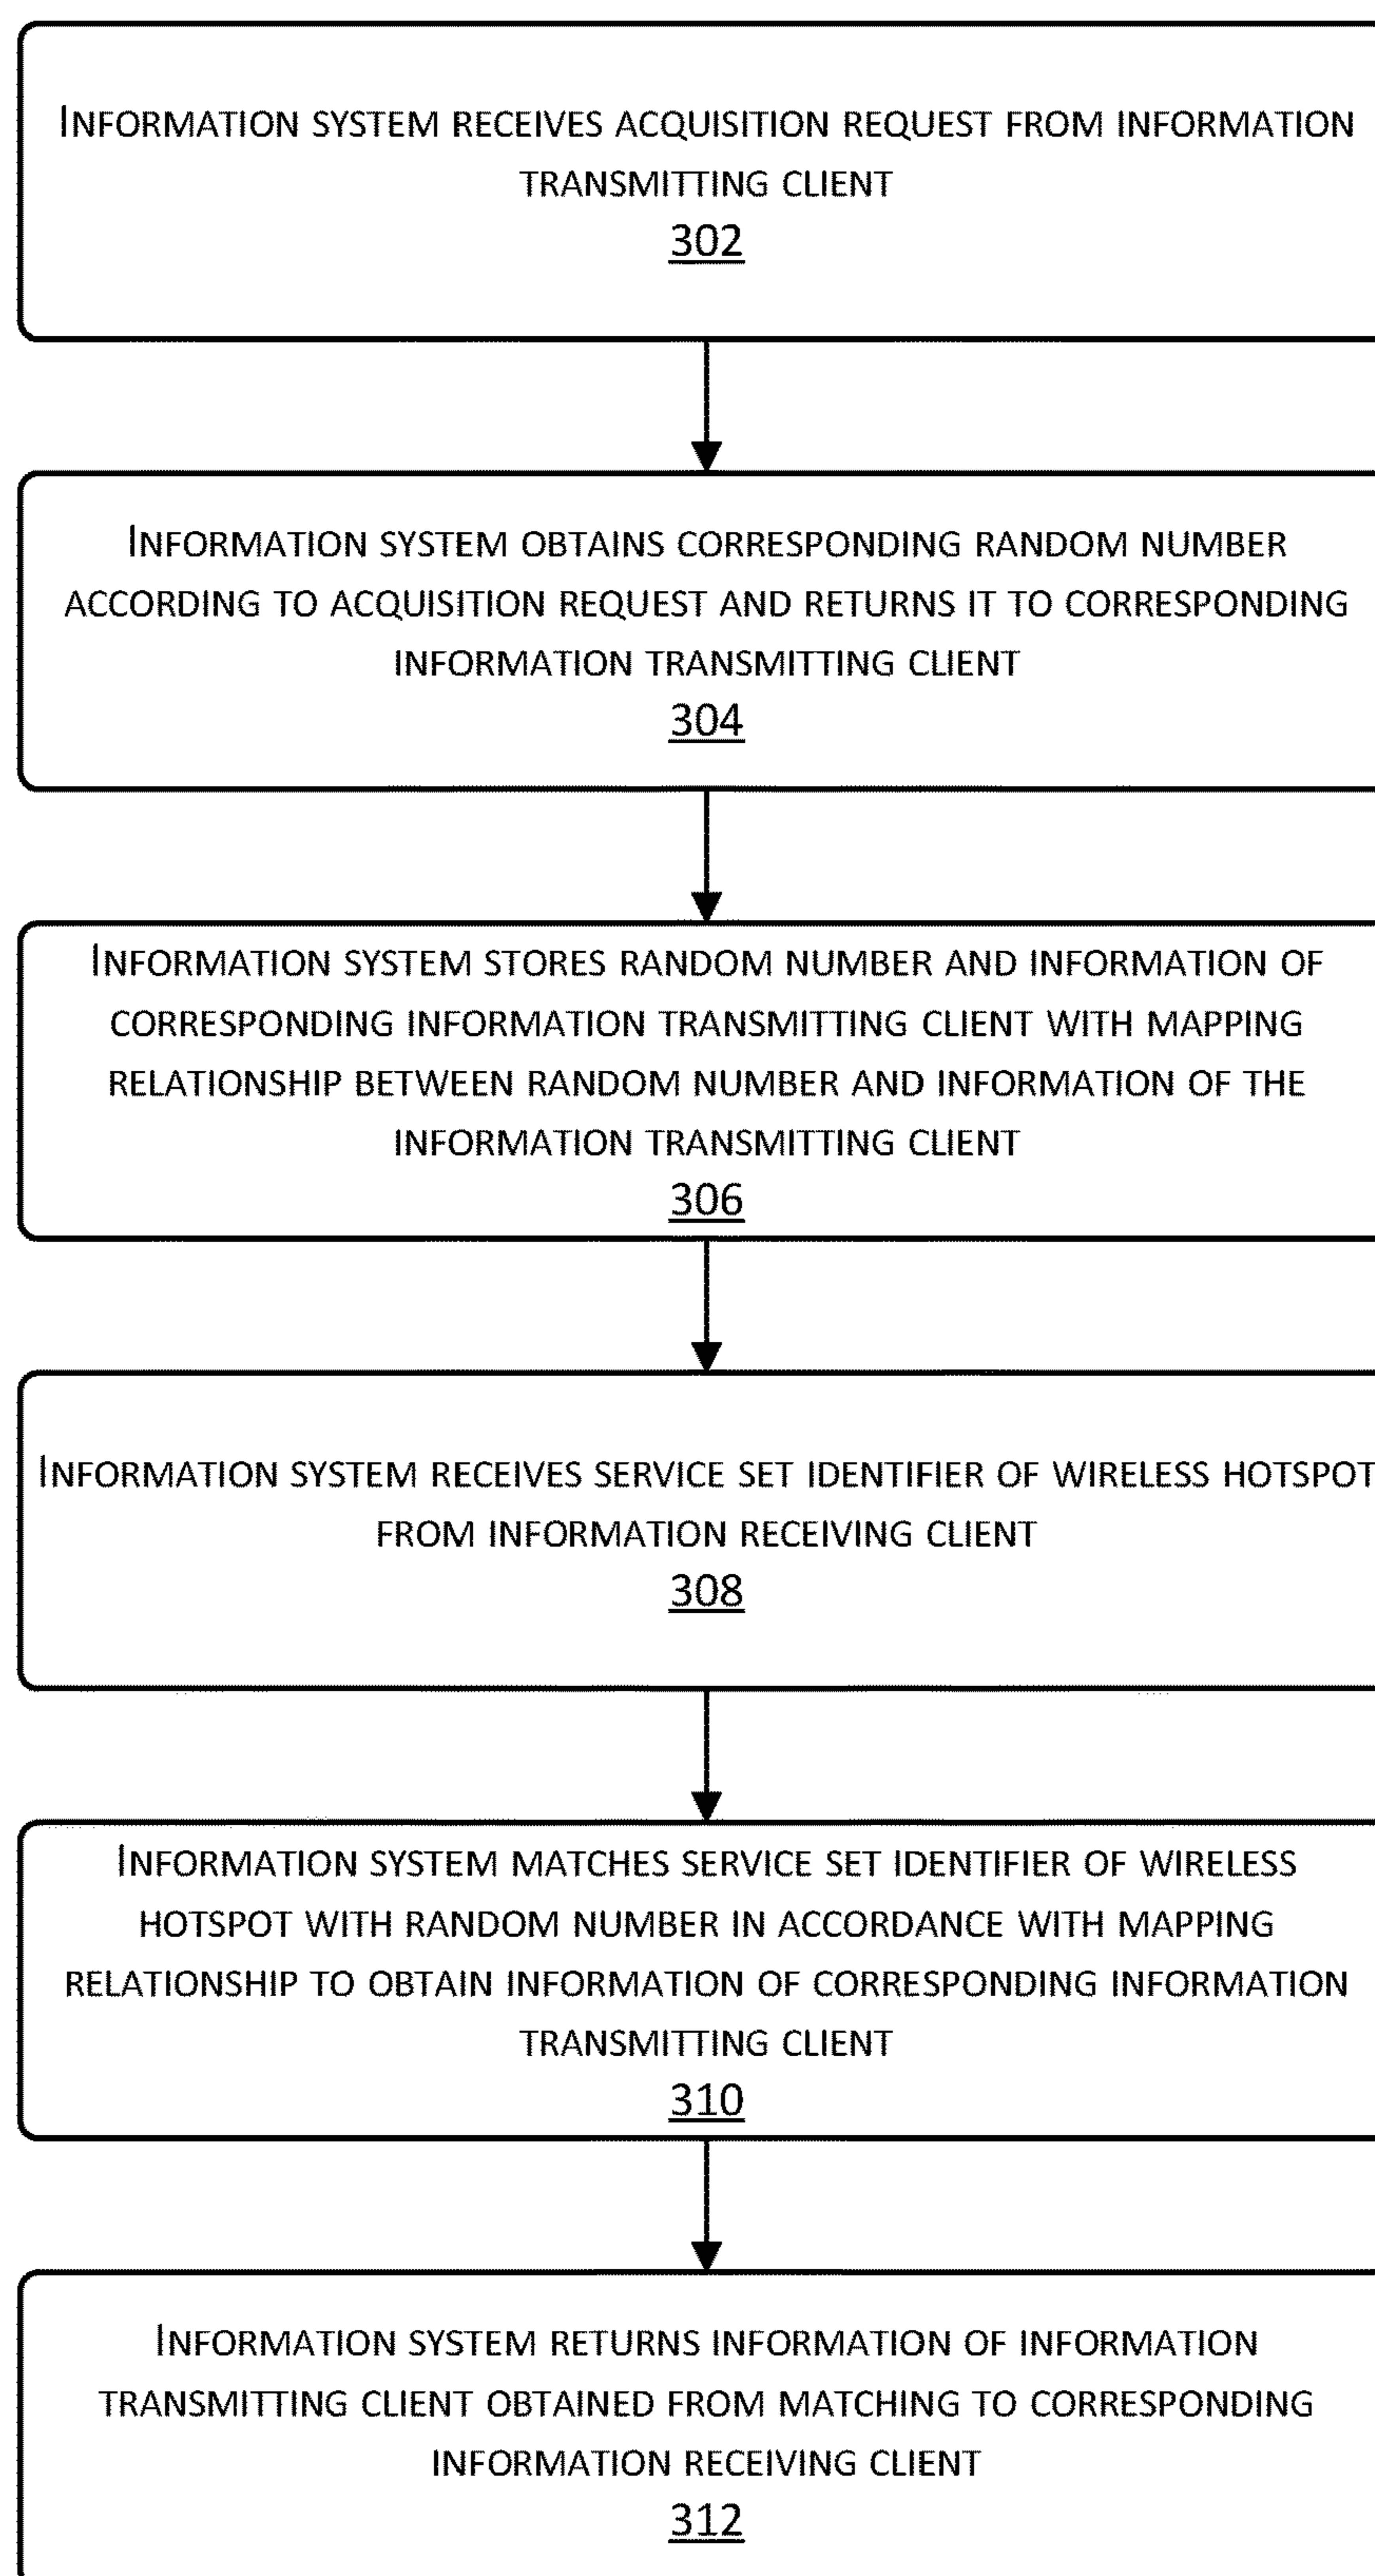 INFORMATION SYSTEM RECEIVES ACQUISITION REQUEST FROM INFORMATION
TRANSMITTING CLIENT
302
INFORMATION SYSTEM OBTAINS CORRESPONDING RANDOM NUMBER
ACCORDING TO ACQUISITION REQUEST AND RETURNS IT TO CORRESPONDING
INFORMATION TRANSMITTING CLIENT
304
INFORMATION SYSTEM STORES RANDOM NUMBER AND INFORMATION OF
CORRESPONDING INFORMATION TRANSMITTING CLIENT WITH MAPPING
RELATIONSHIP BETWEEN RANDOM NUMBER AND INFORMATION OF THE
INFORMATION TRANSMITTING CLIENT
306
INFORMATION SYSTEM RECEIVES SERVICE SET IDENTIFIER OF WIRELESS HOTSPOT
FROM INFORMATION RECEIVING CLIENT
308
INFORMATION SYSTEM MATCHES SERVICE SET IDENTIFIER OF WIRELESS
HOTSPOT WITH RANDOM NUMBER IN ACCORDANCE WITH MAPPING
RELATIONSHIP TO OBTAIN INFORMATION OF CORRESPONDING INFORMATION
TRANSMITTING CLIENT
310
INFORMATION SYSTEM RETURNS INFORMATION OF INFORMATION
TRANSMITTING CLIENT OBTAINED FROM MATCHING TO CORRESPONDING
INFORMATION RECEIVING CLIENT
312